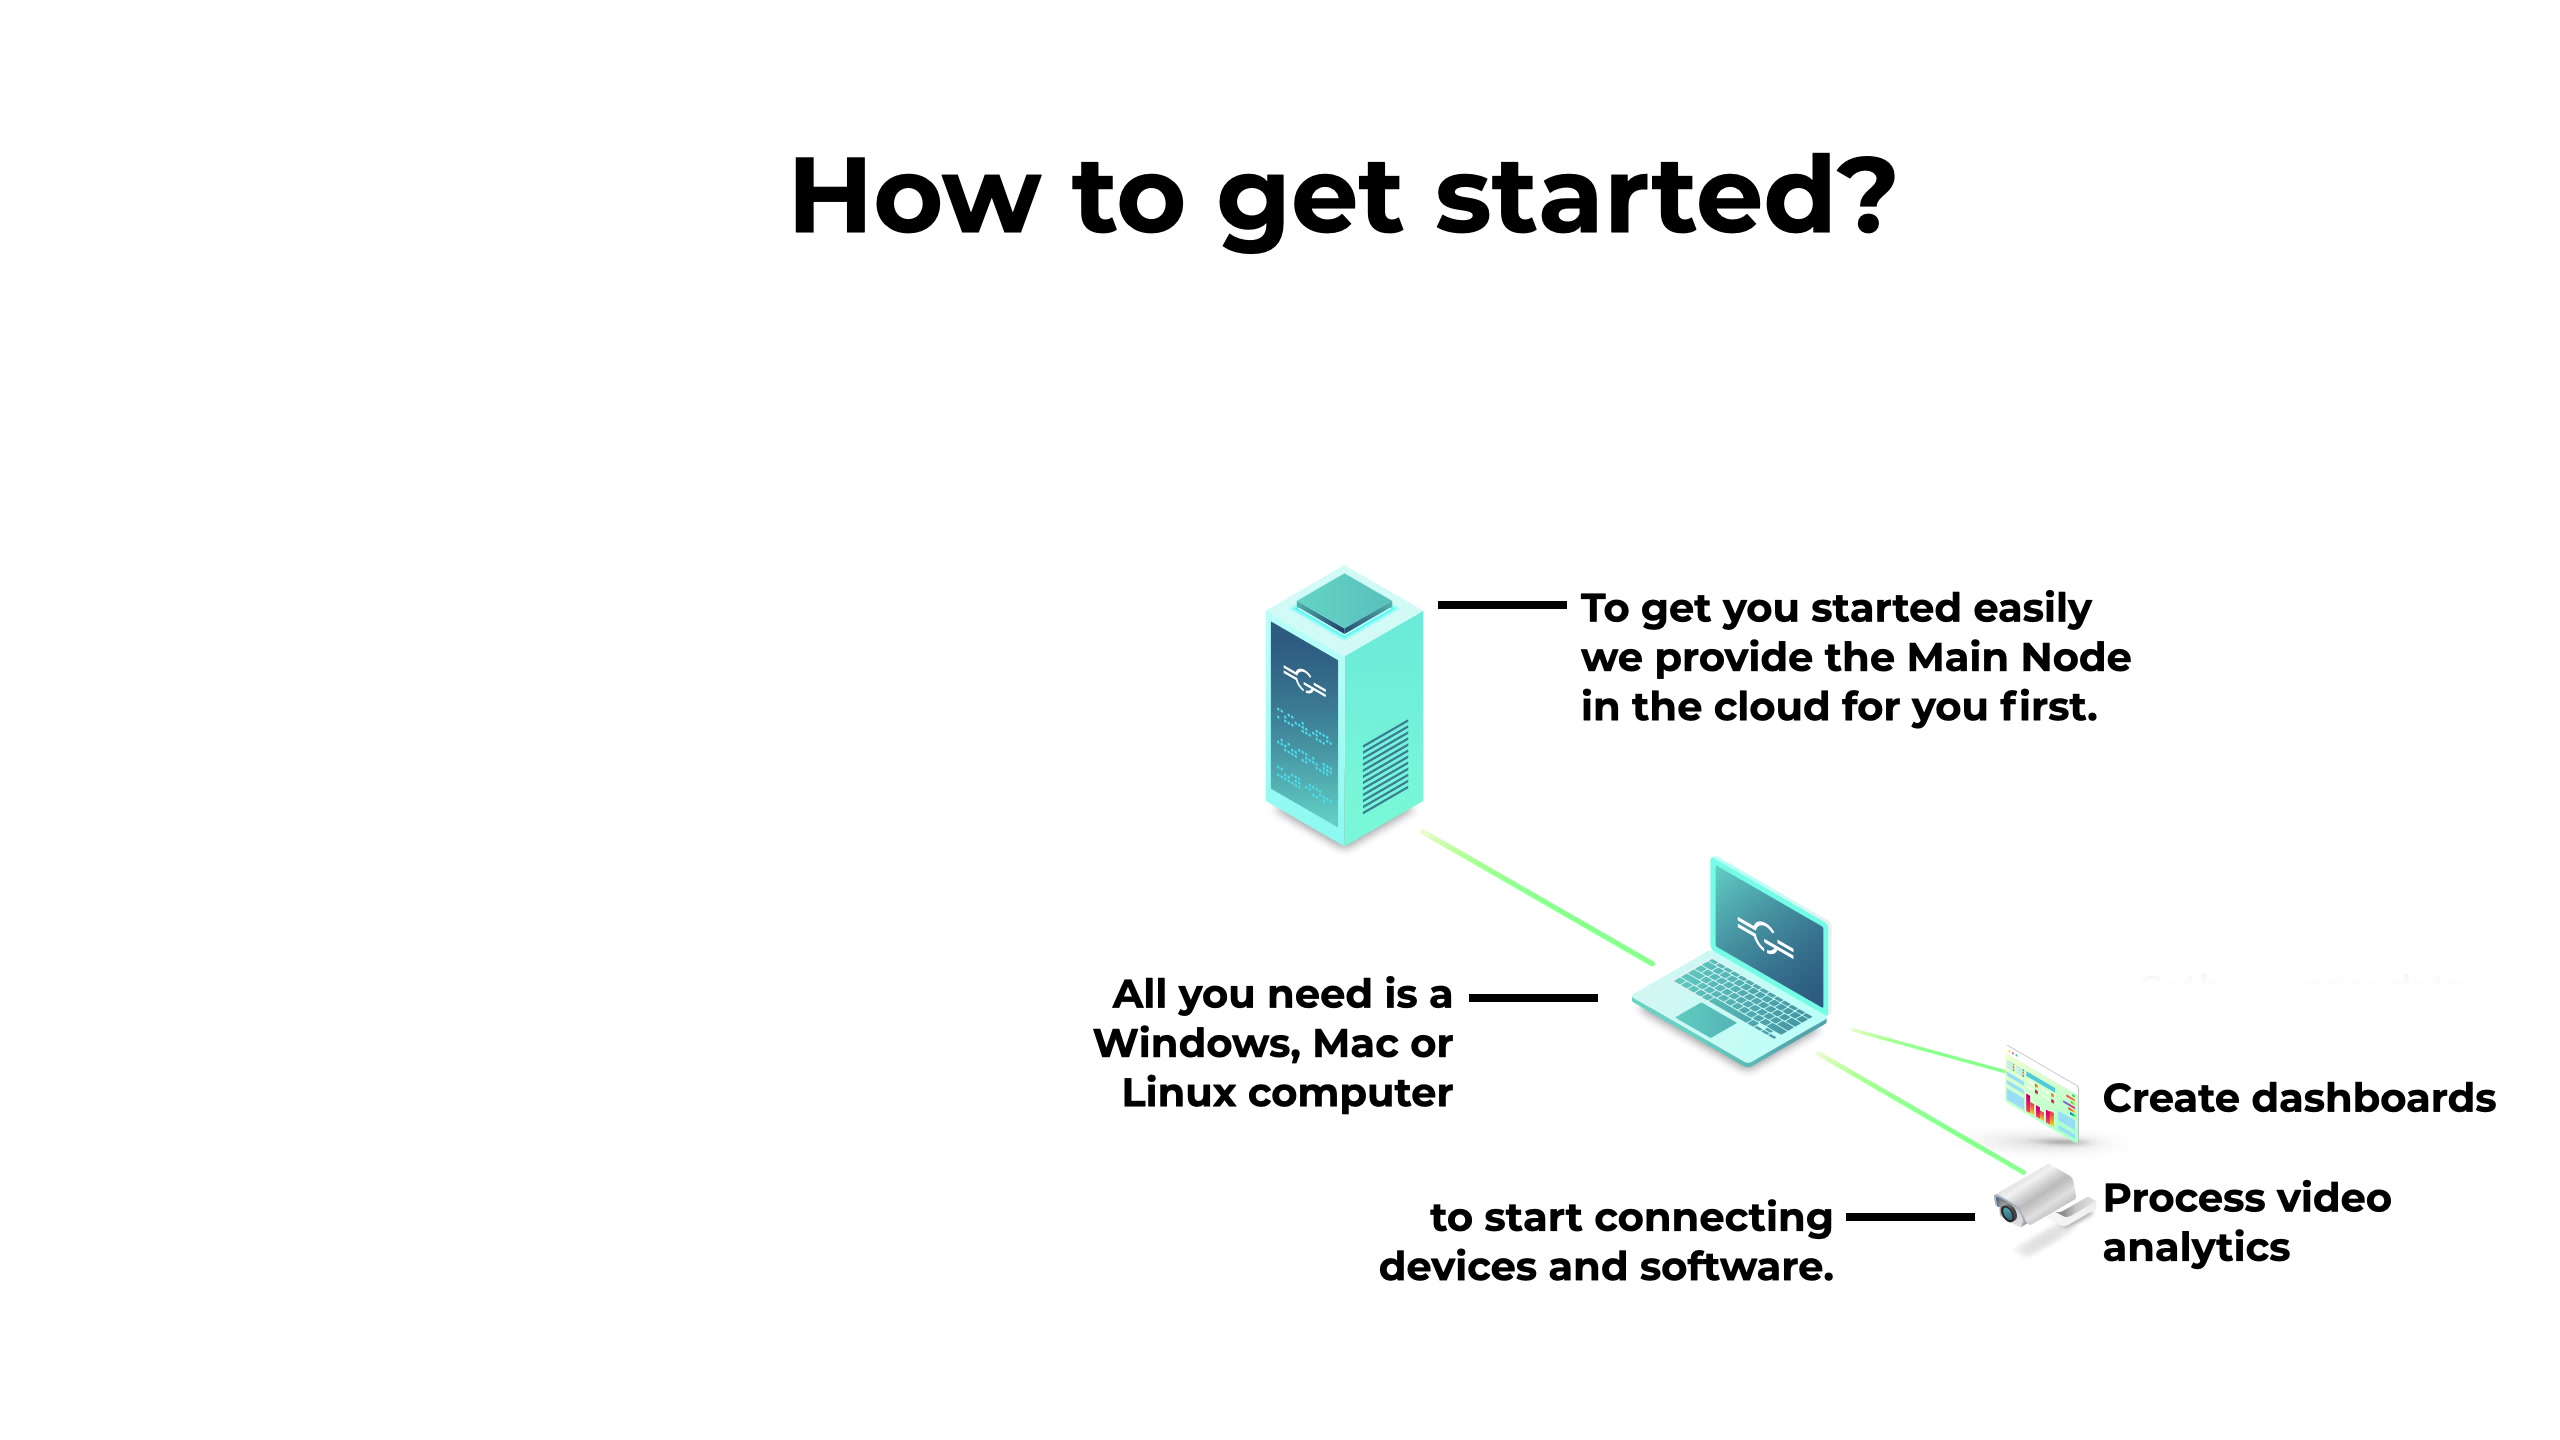 How to get started?
To get you started easily
we provide the Main Node
in the cloud for you first.
All you need is a
Windows, Mac or
Linux computer
Create dashboards
Process video
analytics
to start connecting
devices and software.